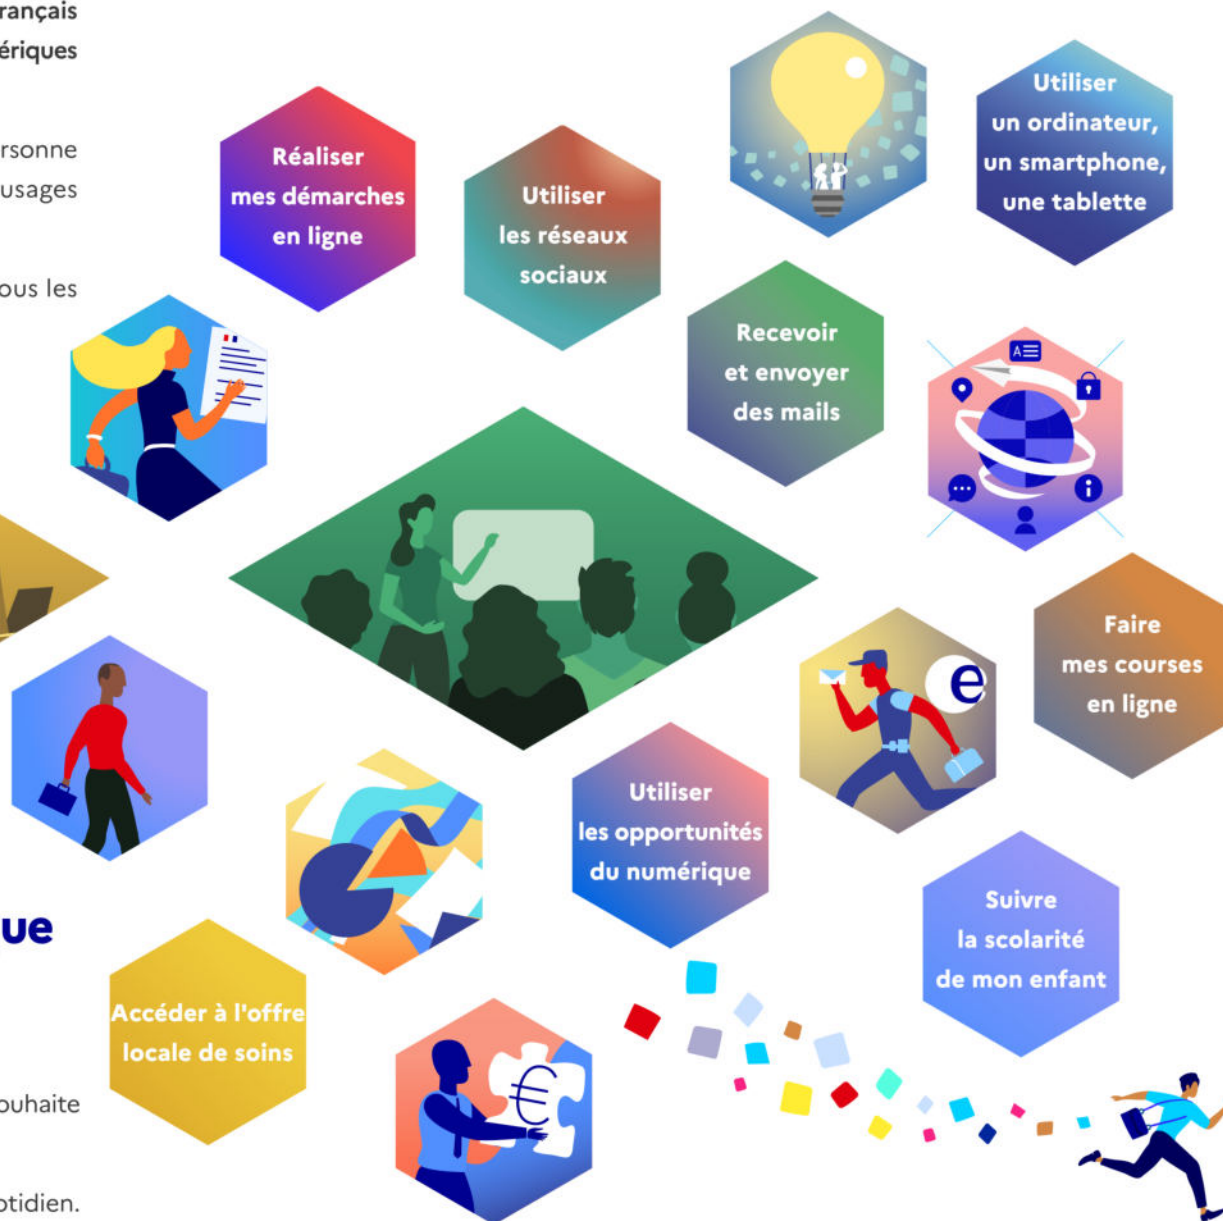 rançais
ériques
rsonne
usages
ous les
Réaliser
mes démarches
en ligne
Utiliser
les réseaux
sociaux
Utiliser
un ordinateur,
un smartphone,
une tablette
Recevoir
et envoyer
des mails
A
i
e
Faire
mes courses
en ligne
Utiliser
les opportunités
du numérique
Suivre
la scolarité
de mon enfant
ue
Accéder à l'offre
locale de soins
€
ouhaite
otidien.